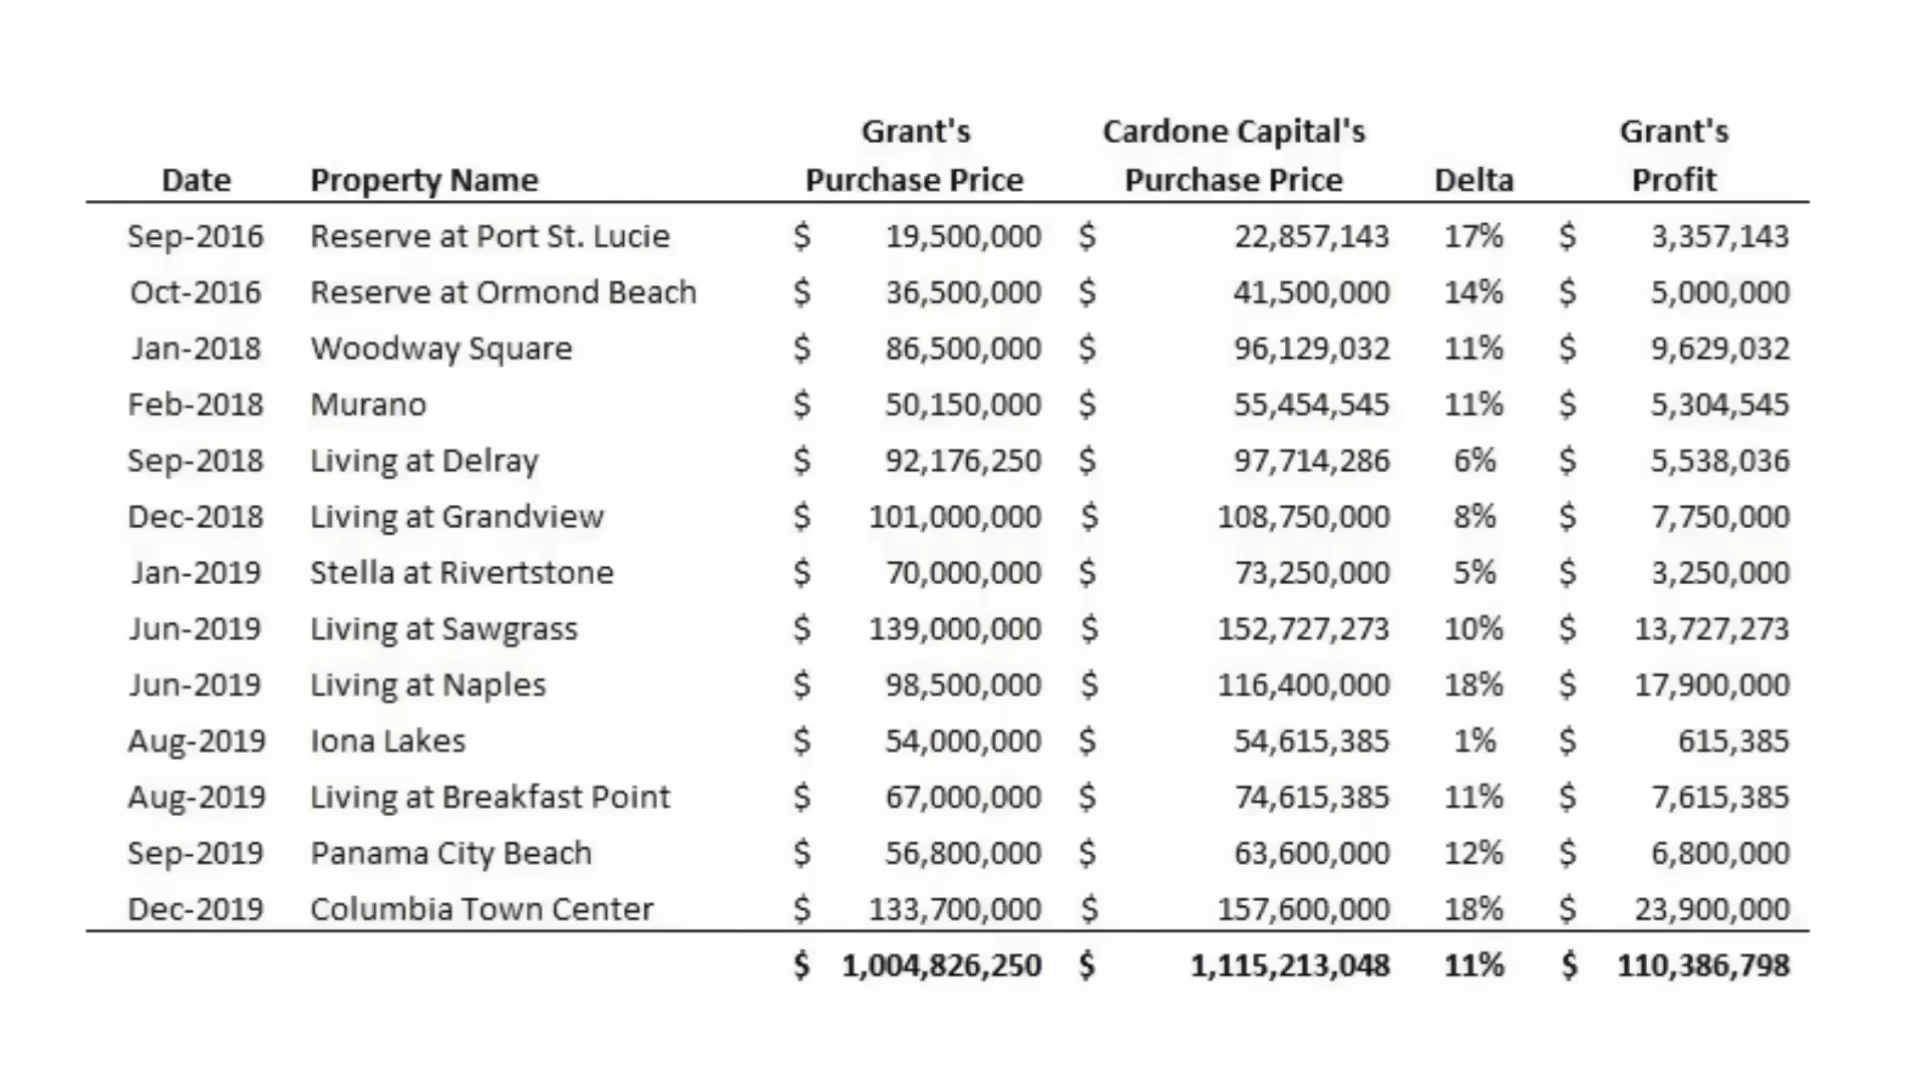 Grant's Cardone Capital's Grant's
Date Property Name Purchase Price Purchase Price Delta Profit
Sep-2016 Reserve at Port St. Lucie $ 19,500,000 $ 22,857,143 17% $ 3,357,143
Oct-2016 Reserve at Ormond Beach $ 36,500,000 $ 41,500,000 14% $ 5,000,000
Jan-2018 Woodway Square $ 86,500,000 $ 96,129,032 11% $ 9,629,032
Feb-2018 Murano $ 50,150,000 $ 55,454,545 11% $ 5,304,545
Sep-2018 Living at Delray $ 92,176,250 $ 97,714,286 6% $ 5,538,036
Dec-2018 Living at Grandview $ 101,000,000 $ 108,750,000 8% $ 7,750,000
Jan-2019 Stella at Rivertstone $ 70,000,000 $ 73,250,000 5% $ 3,250,000
Jun-2019 Living at Sawgrass $ 139,000,000 $ 152,727,273 10% $ 13,727,273
Jun-2019 Living at Naples $ 98,500,000 $ 116,400,000 18% $ 17,900,000
Aug-2019 Iona Lakes $ 54,000,000 $ 54,615,385 1% $ 615,385
Aug-2019 Living at Breakfast Point $ 67,000,000 $ 74,615,385 11% $ 7,615,385
Sep-2019 Panama City Beach $ 56,800,000 $ 63,600,000 12% $ 6,800,000
Dec-2019 Columbia Town Center $ 133,700,000 $ 157,600,000 18% $ 23,900,000
$ 1,004,826,250 $ 1,115,213,048 11% $ 110,386,798